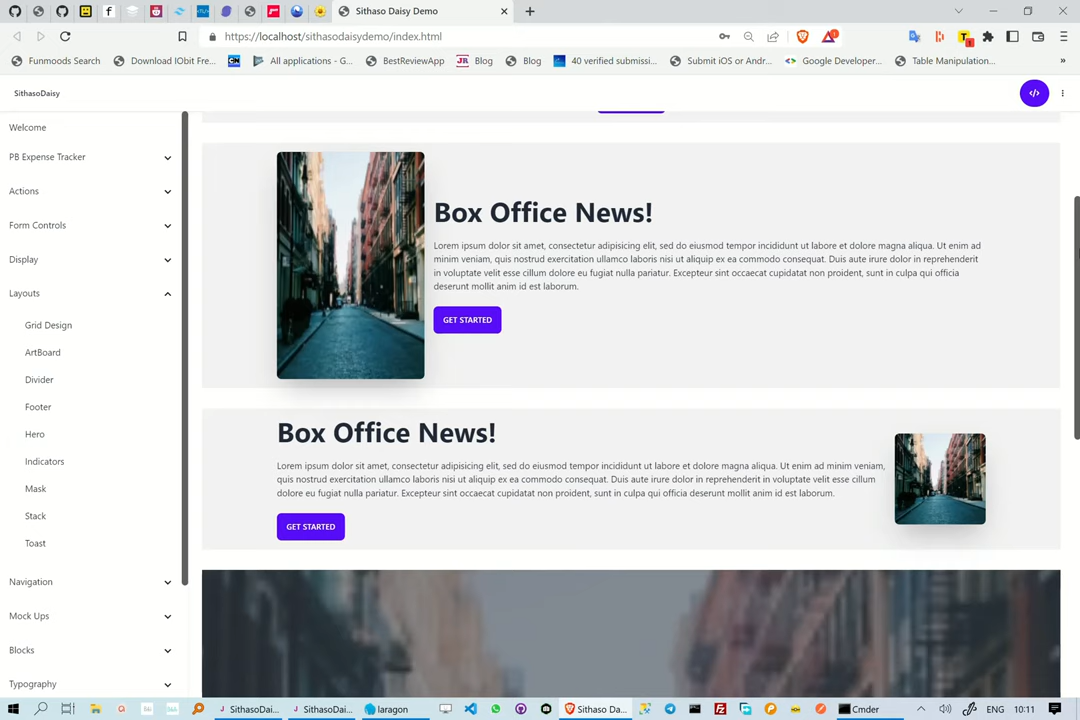 Sithaso Daisy Demo
https://localhost/sithasodaisydemo/index.html
Funmoods Search
Download IObit Fre...
All applications - G...
BestReviewApp
JR
Blog
Blog
40 verified submissi...
Submit iOS or Andr...
Google Developer...
Table Manipulation...
»
SithasoDaisy
</>
Welcome
PB Expense Tracker
Actions
Form Controls
Display
Layouts
Grid Design
ArtBoard
Divider
Footer
Hero
Indicators
Mask
Stack
Toast
Navigation
Mock Ups
Blocks
Typography
Box Office News!
Lorem ipsum dolor sit amet, consectetur adipisicing elit, sed do eiusmod tempor incididunt ut labore et dolore magna aliqua. Ut enim ad
minim veniam, quis nostrud exercitation ullamco laboris nisi ut aliquip ex ea commodo consequat. Duis aute irure dolor in reprehenderit
in voluptate velit esse cillum dolore eu fugiat nulla pariatur. Excepteur sint occaecat cupidatat non proident, sunt in culpa qui officia
deserunt mollit anim id est laborum.
GET STARTED
Box Office News!
Lorem ipsum dolor sit amet, consectetur adipisicing elit, sed do eiusmod tempor incididunt ut labore et dolore magna aliqua. Ut enim ad minim veniam,
quis nostrud exercitation ullamco laboris nisi ut aliquip ex ea commodo consequat. Duis aute irure dolor in reprehenderit in voluptate velit esse cillum
dolore eu fugiat nulla pariatur. Excepteur sint occaecat cupidatat non proident, sunt in culpa qui officia deserunt mollit anim id est laborum.
GET STARTED
SithasoDai...
SithasoDai...
laragon
Sithaso Da...
Cmder
ENG
10:11